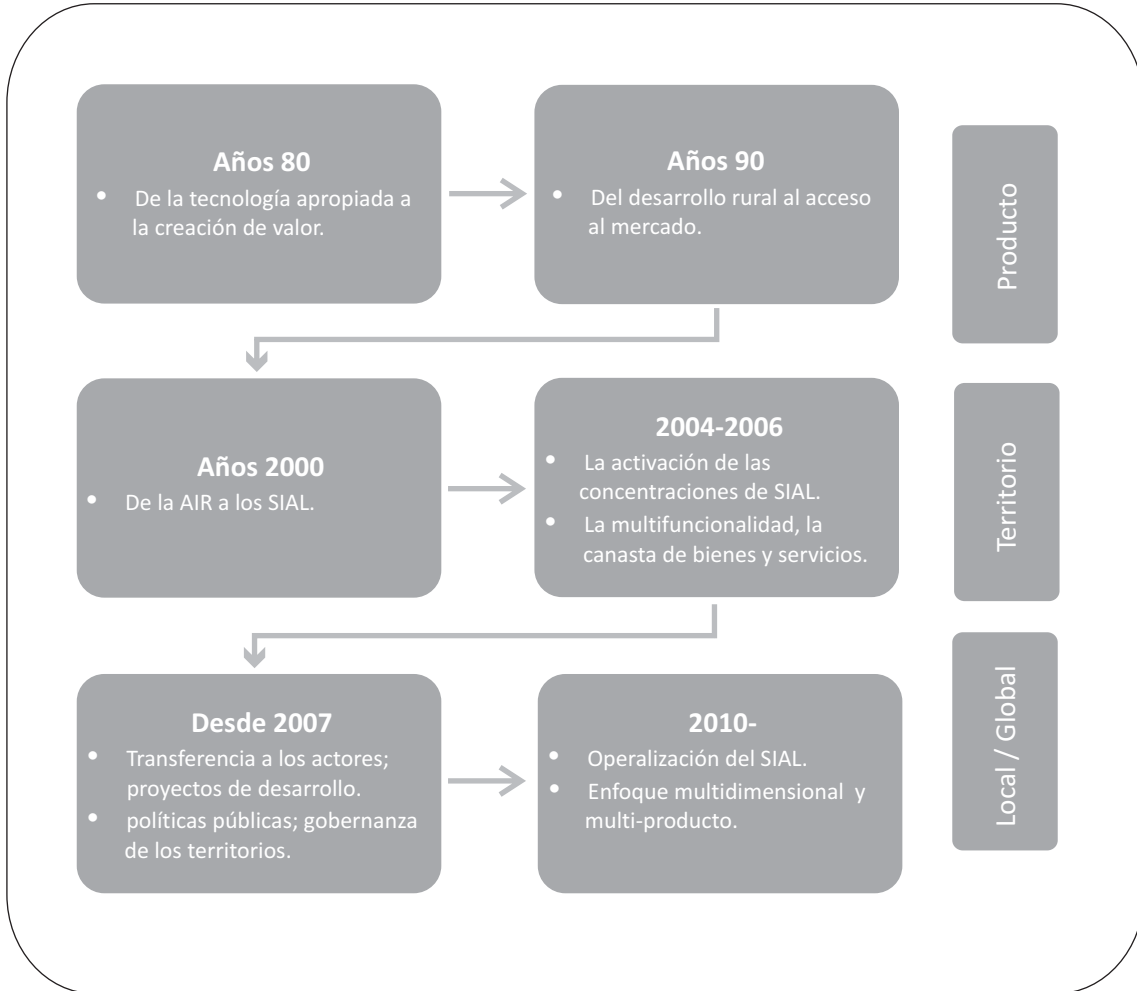 Años 80
• De la tecnología apropiada a
la creación de valor.
Años 90
• Del desarrollo rural al acceso
al mercado.
Producto
Años 2000
• De la AIR a los SIAL.
2004-2006
• La activación de las
concentraciones de SIAL.
• La multifuncionalidad, la
canasta de bienes y servicios.
Territorio
Desde 2007
• Transferencia a los actores;
proyectos de desarrollo.
• políticas públicas; gobernanza
de los territorios.
2010-
• Operalización del SIAL.
• Enfoque multidimensional y
multi-producto.
Local / Global